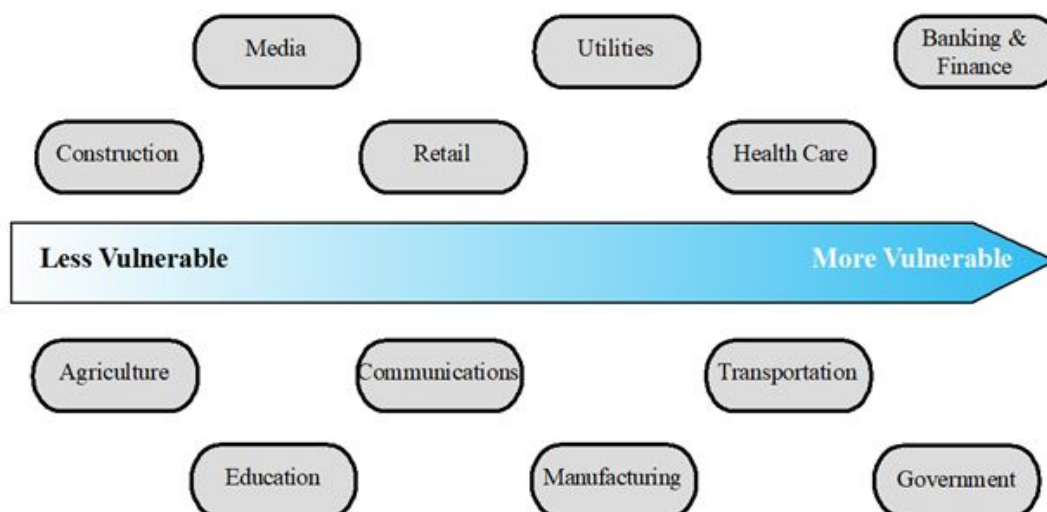 Media
Utilities
Banking &
Finance
Construction
Retail
Health Care
Less Vulnerable
More Vulnerable
Agriculture
Communications
Transportation
Education
Manufacturing
Government